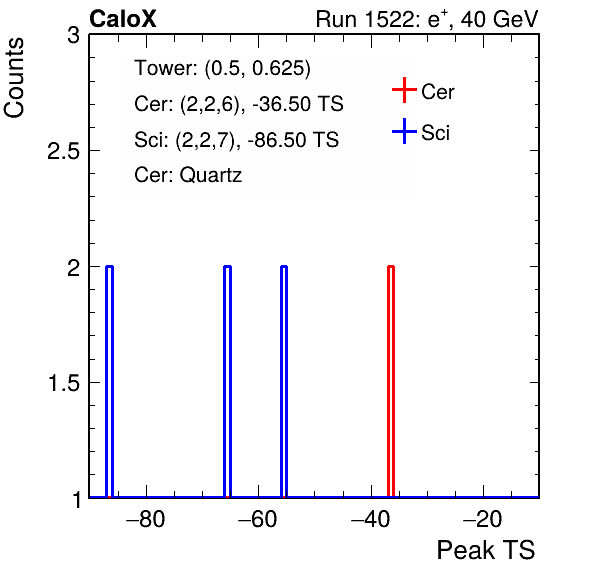 CaloX Run 1522: e+, 40 GeV
Counts
3
2.5
2
1.5
1
Tower: (0.5, 0.625)
Cer: (2,2,6), -36.50 TS
Sci: (2,2,7), -86.50 TS
Cer: Quartz
Cer
Sci
−80 −60 −40 −20
Peak TS